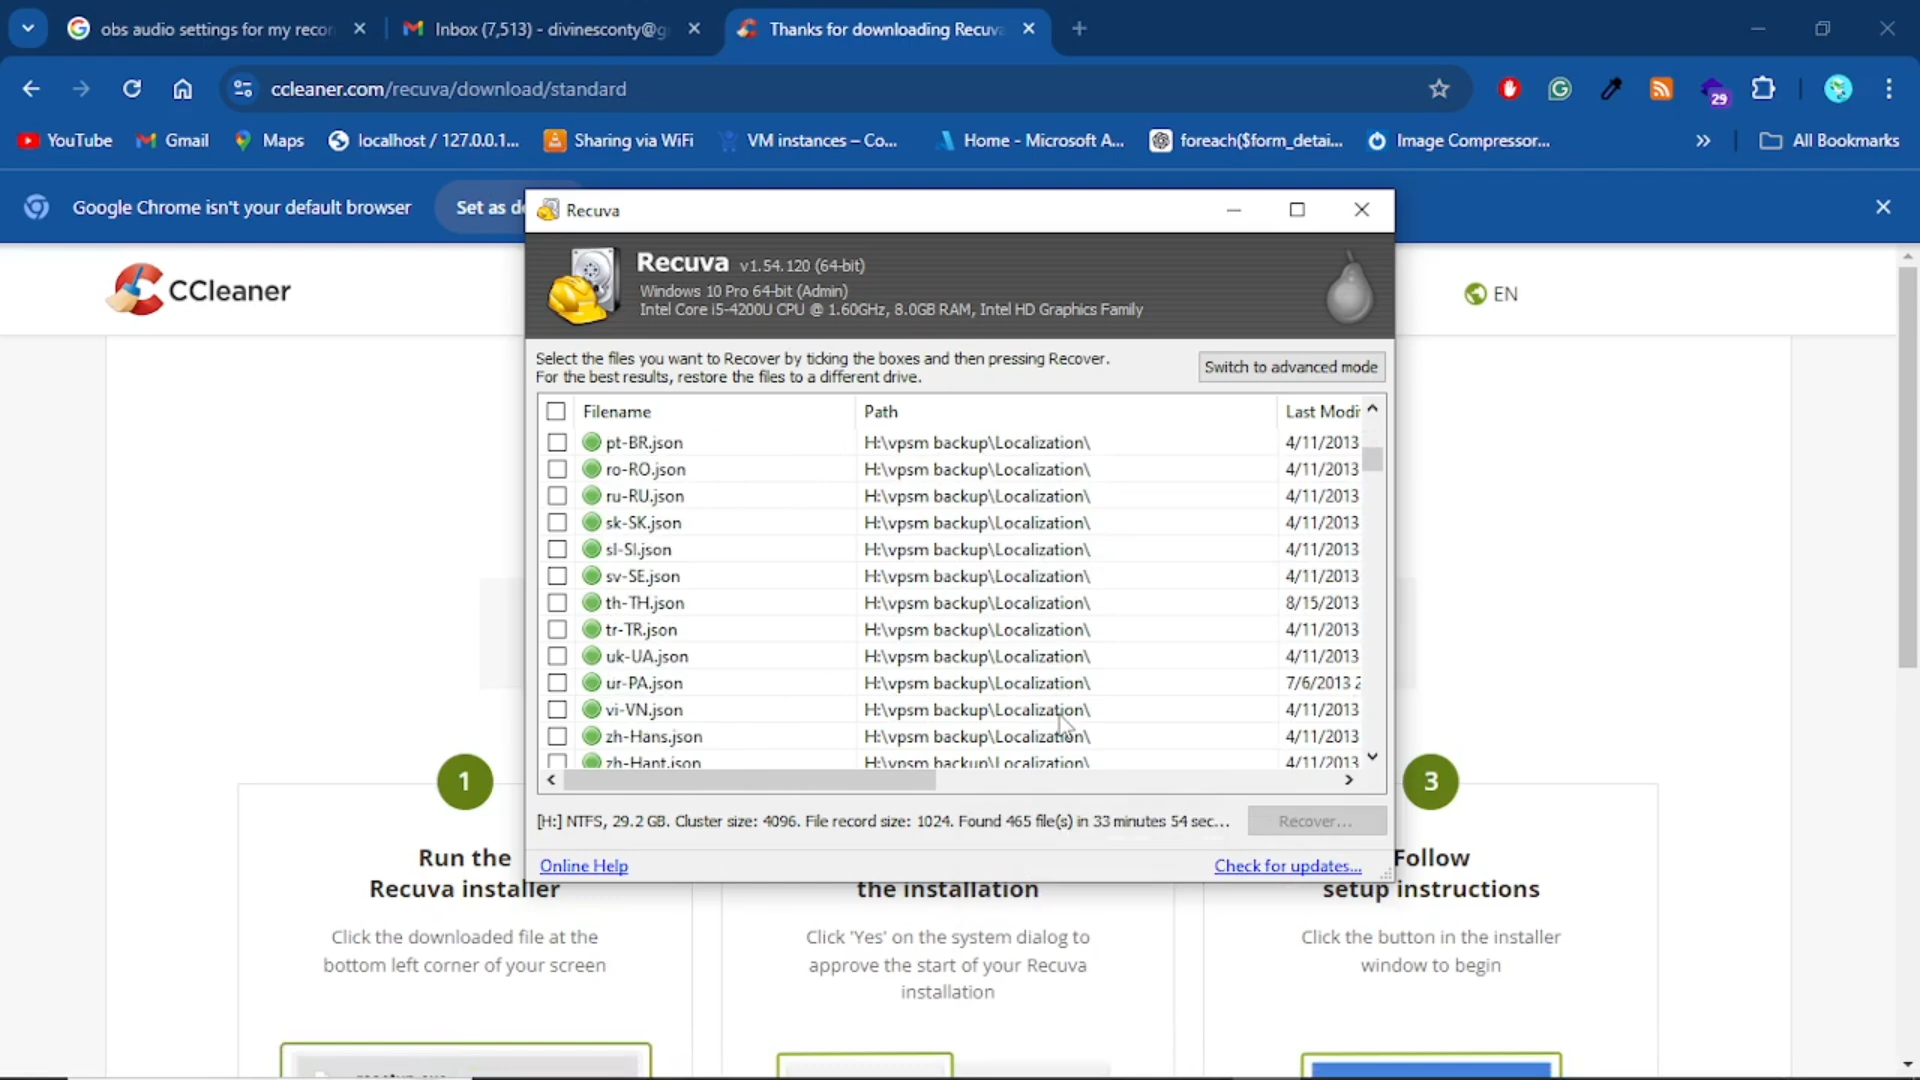 obs audio settings for my recor
Inbox (7,513) - divinesconty@g
Thanks for downloading Recuva
ccleaner.com/recuva/download/standard
29
YouTube
Gmail
Maps
localhost / 127.0.0.1...
Sharing via WiFi
VM instances – Co...
Home - Microsoft A...
foreach($form_detai...
Image Compressor...
»
All Bookmarks
Google Chrome isn't your default browser
Set as de
CCleaner
EN
Recuva
Recuva v1.54.120 (64-bit)
Windows 10 Pro 64-bit (Admin)
Intel Core i5-4200U CPU @ 1.60GHz, 8.0GB RAM, Intel HD Graphics Family
Select the files you want to Recover by ticking the boxes and then pressing Recover.
For the best results, restore the files to a different drive.
Switch to advanced mode
Filename Path Last Modi
pt-BR.json H:\vpsm backup\Localization\ 4/11/2013
ro-RO.json H:\vpsm backup\Localization\ 4/11/2013
ru-RU.json H:\vpsm backup\Localization\ 4/11/2013
sk-SK.json H:\vpsm backup\Localization\ 4/11/2013
sl-SI.json H:\vpsm backup\Localization\ 4/11/2013
sv-SE.json H:\vpsm backup\Localization\ 4/11/2013
th-TH.json H:\vpsm backup\Localization\ 8/15/2013
tr-TR.json H:\vpsm backup\Localization\ 4/11/2013
uk-UA.json H:\vpsm backup\Localization\ 4/11/2013
ur-PA.json H:\vpsm backup\Localization\ 7/6/2013 2
vi-VN.json H:\vpsm backup\Localization\ 4/11/2013
zh-Hans.json H:\vpsm backup\Localization\ 4/11/2013
zh-Hant.json H:\vpsm backup\Localization\ 4/11/2013
[H:] NTFS, 29.2 GB. Cluster size: 4096. File record size: 1024. Found 465 file(s) in 33 minutes 54 sec...
Recover...
Online Help
Check for updates...
1
Run the
Recuva installer
Click the downloaded file at the
bottom left corner of your screen
the installation
Click 'Yes' on the system dialog to
approve the start of your Recuva
installation
3
Follow
setup instructions
Click the button in the installer
window to begin